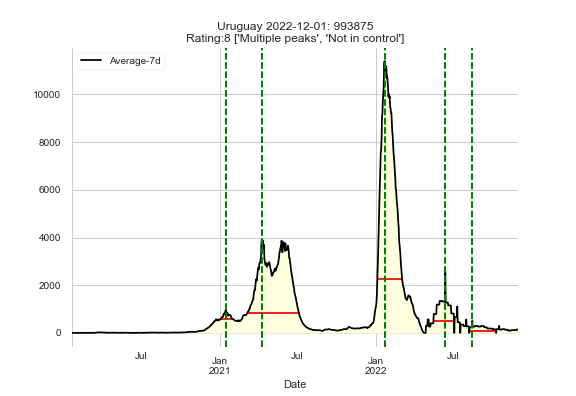 Uruguay 2022-12-01: 993875
Rating:8 ['Multiple peaks', 'Not in control']
Average-7d
10000
8000
6000
4000
2000
0
Jul
Jan
2021
Jul
Jan
2022
Jul
Date